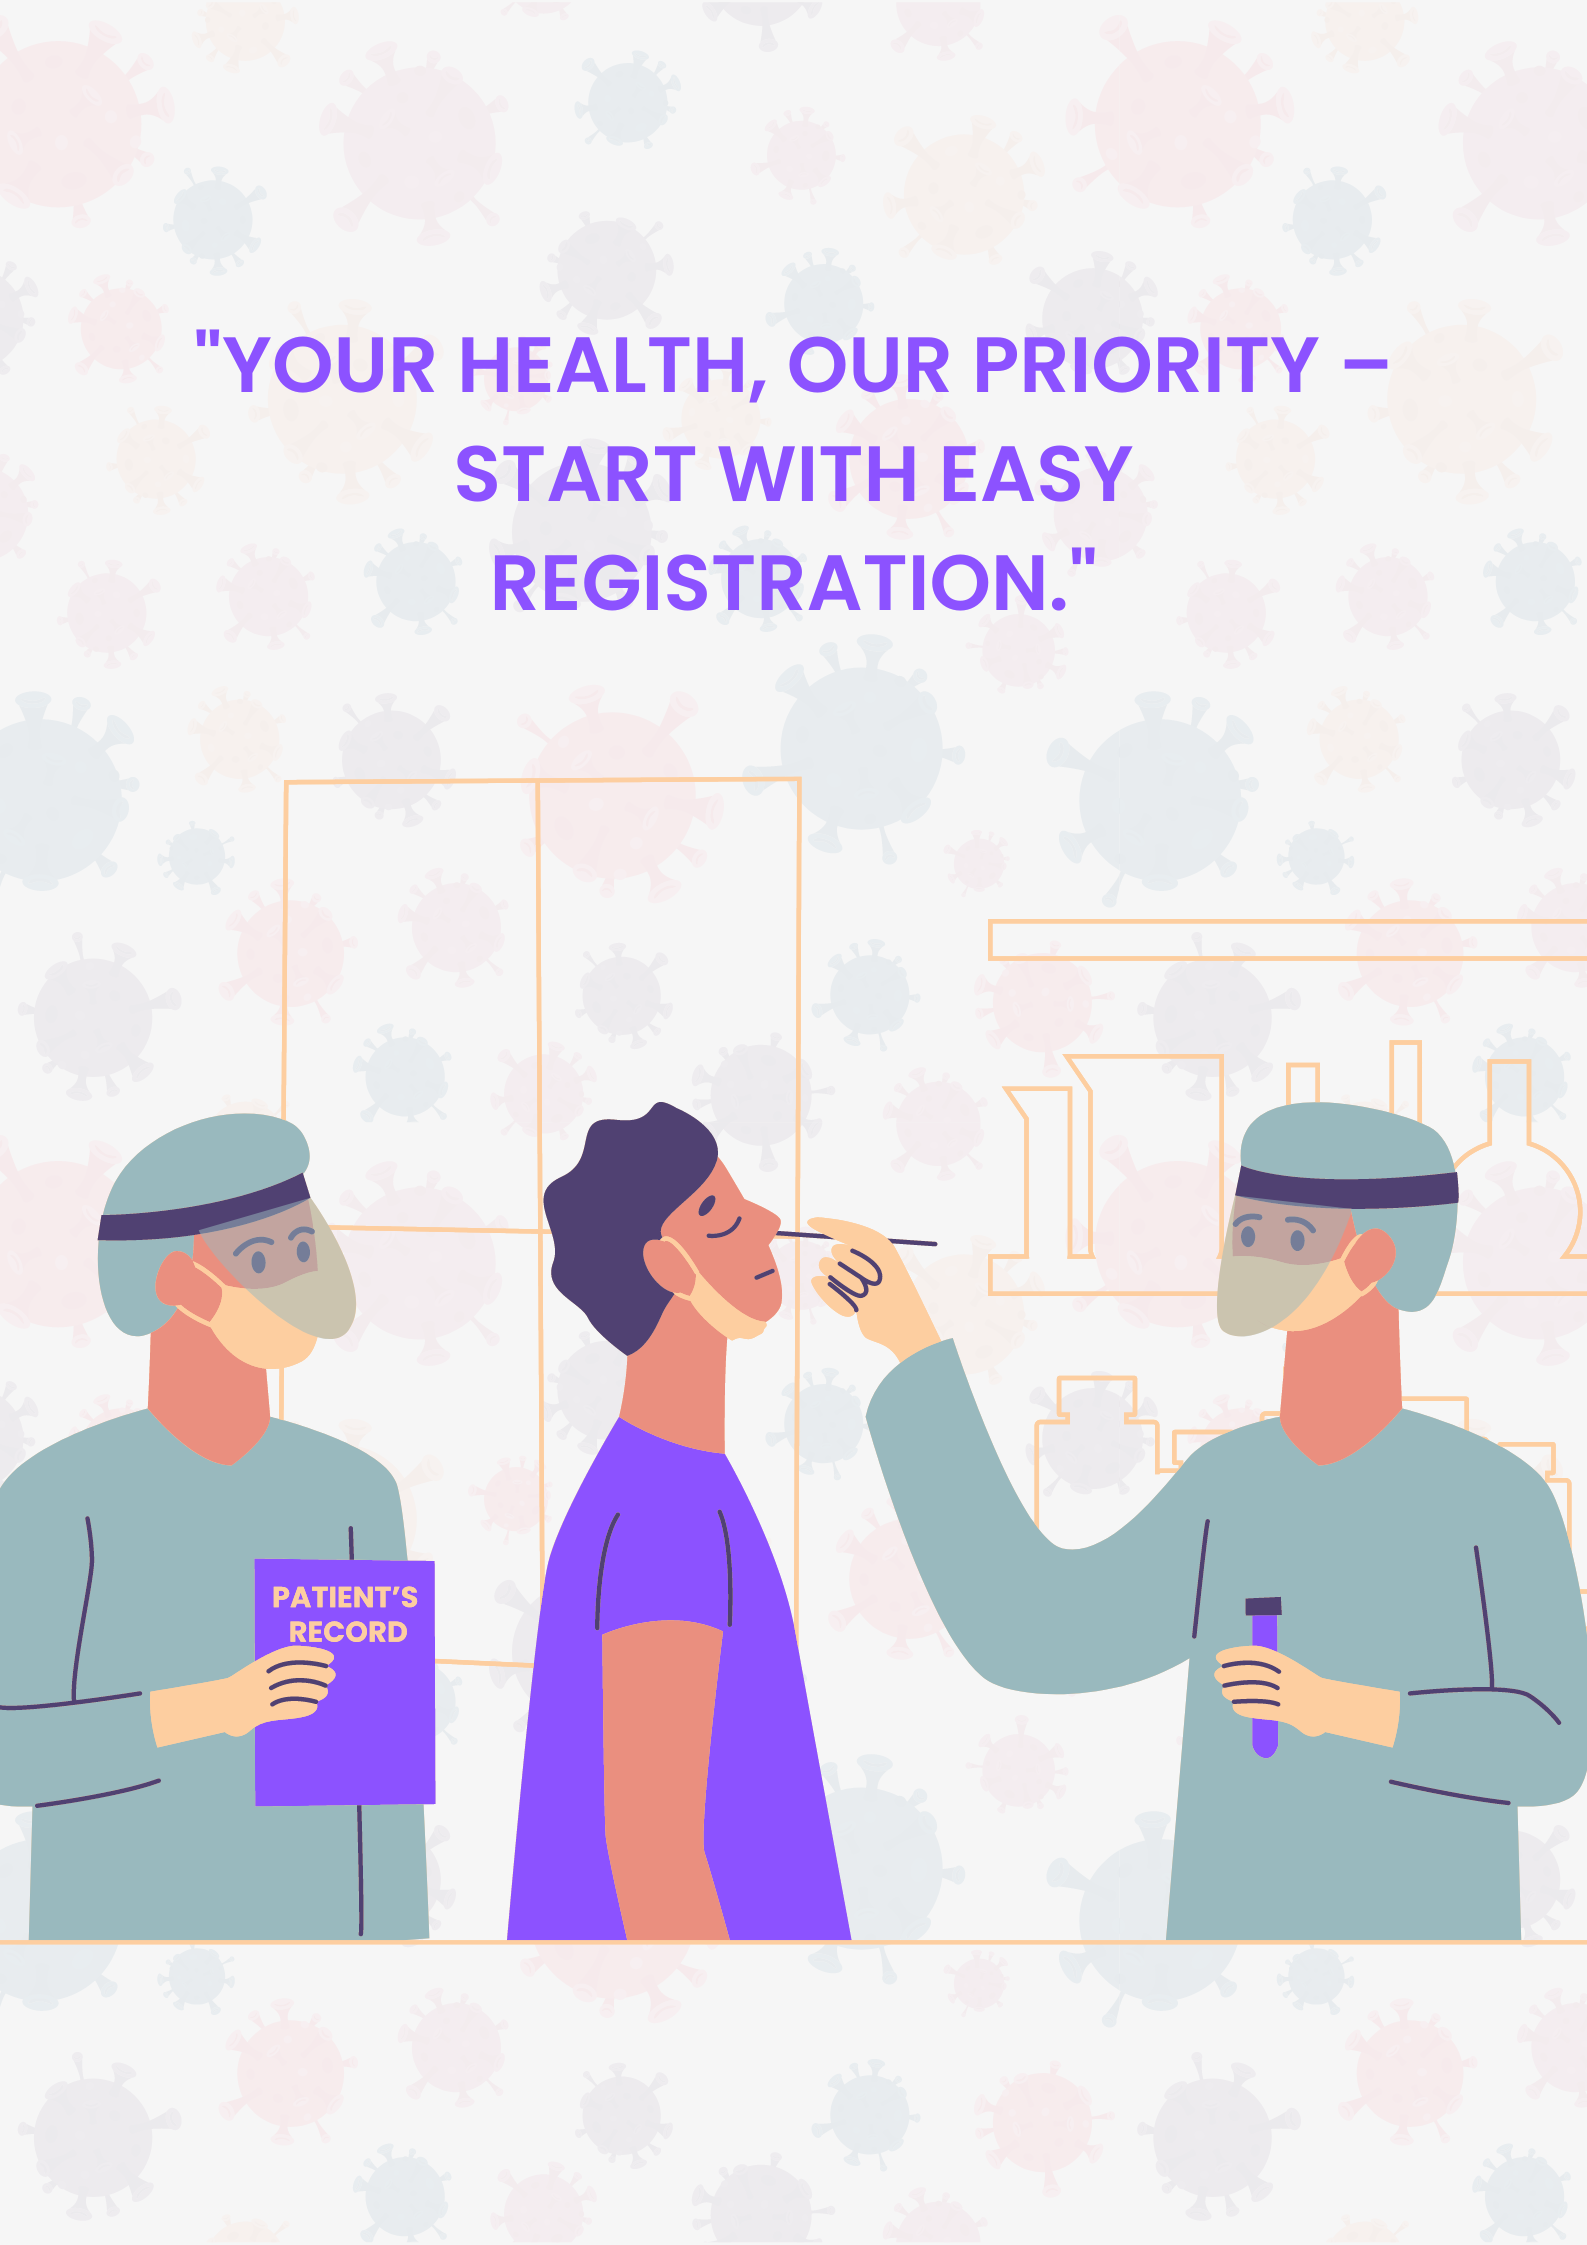 "YOUR HEALTH, OUR PRIORITY –
START WITH EASY
REGISTRATION."
PATIENT’S
RECORD